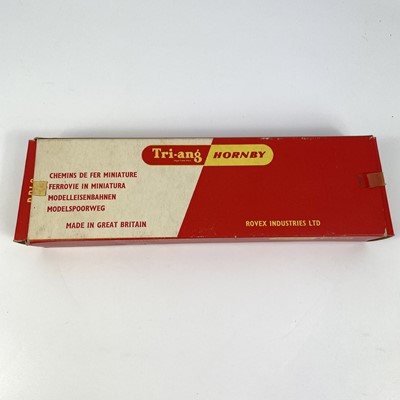 Tri-ang HORNBY
CHEMINS DE FER MINIATURE
FERROVIE IN MINIATURA
MODELLEISENBAHNEN
MODELSPOORWEG
MADE IN GREAT BRITAIN
ROVEX INDUSTRIES LTD